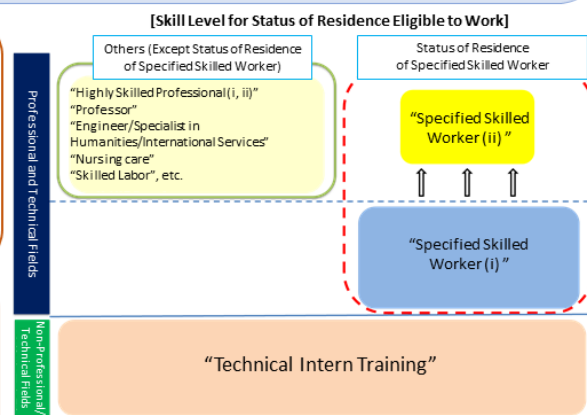 [Skill Level for Status of Residence Eligible to Work]
Others (Except Status of Residence
of Specified Skilled Worker)
Status of Residence
of Specified Skilled Worker
Professional and Technical Fields
“Highly Skilled Professional(i, ii)”
“Professor”
“Engineer/Specialist in
Humanities/International Services”
“Nursing care”
“Skilled Labor”, etc.
“Specified Skilled
Worker (ii) ”
“Specified Skilled
Worker (i) ”
Non-Professional/
Technical Fields
“Technical Intern Training”